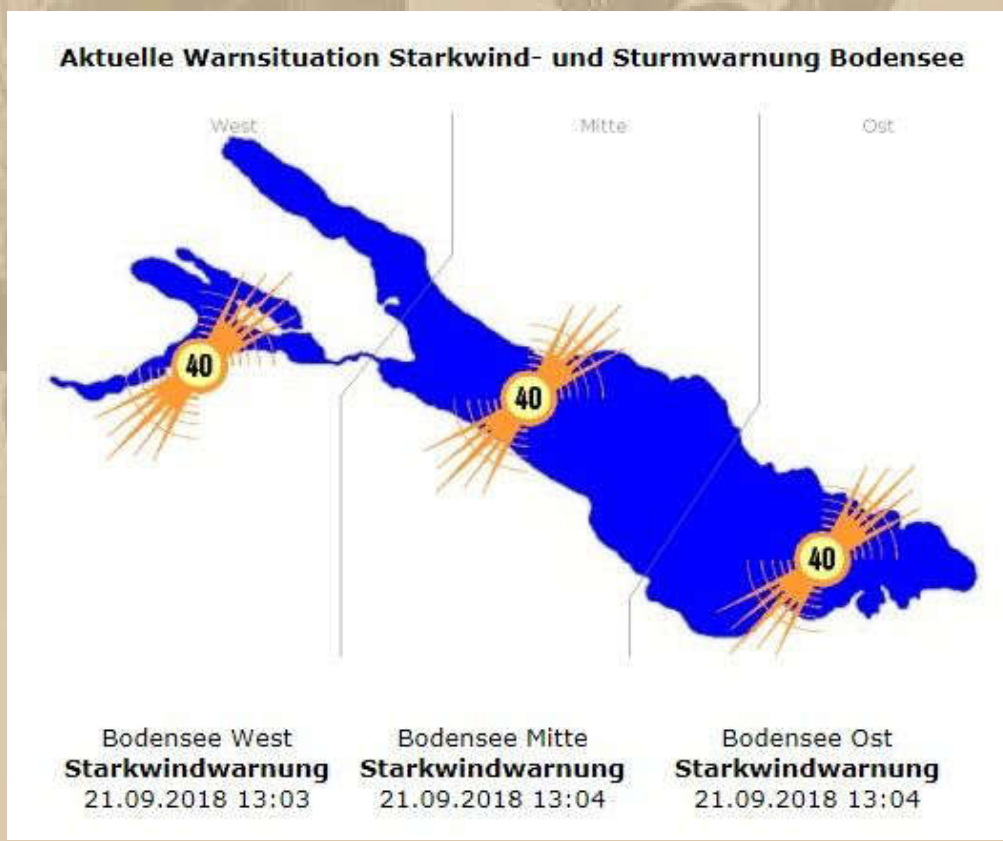 Aktuelle Warnsituation Starkwind- und Sturmwarnung Bodensee
West
Mitte
Ost
40
40
40
Bodensee West
Starkwindwarnung
21.09.2018 13:03
Bodensee Mitte
Starkwindwarnung
21.09.2018 13:04
Bodensee Ost
Starkwindwarnung
21.09.2018 13:04